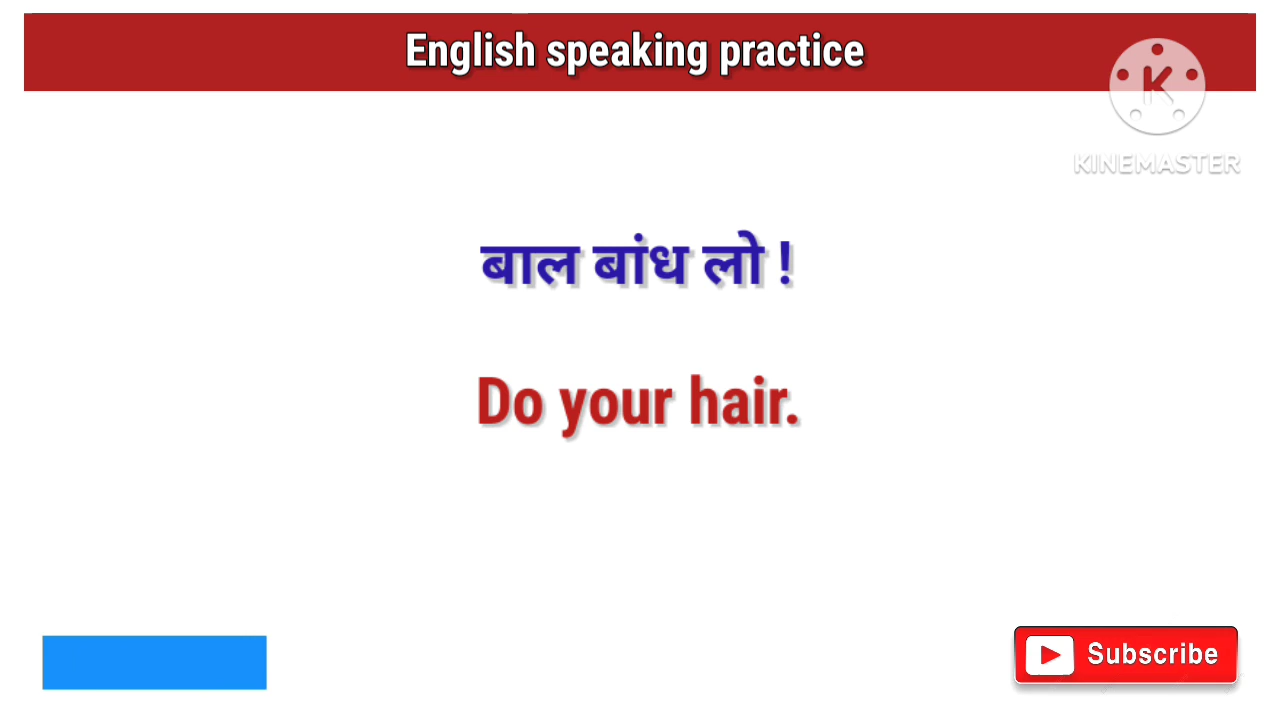 English speaking practice
K
KINEMASTER
बाल बांध लो !
Do your hair.
Subscribe